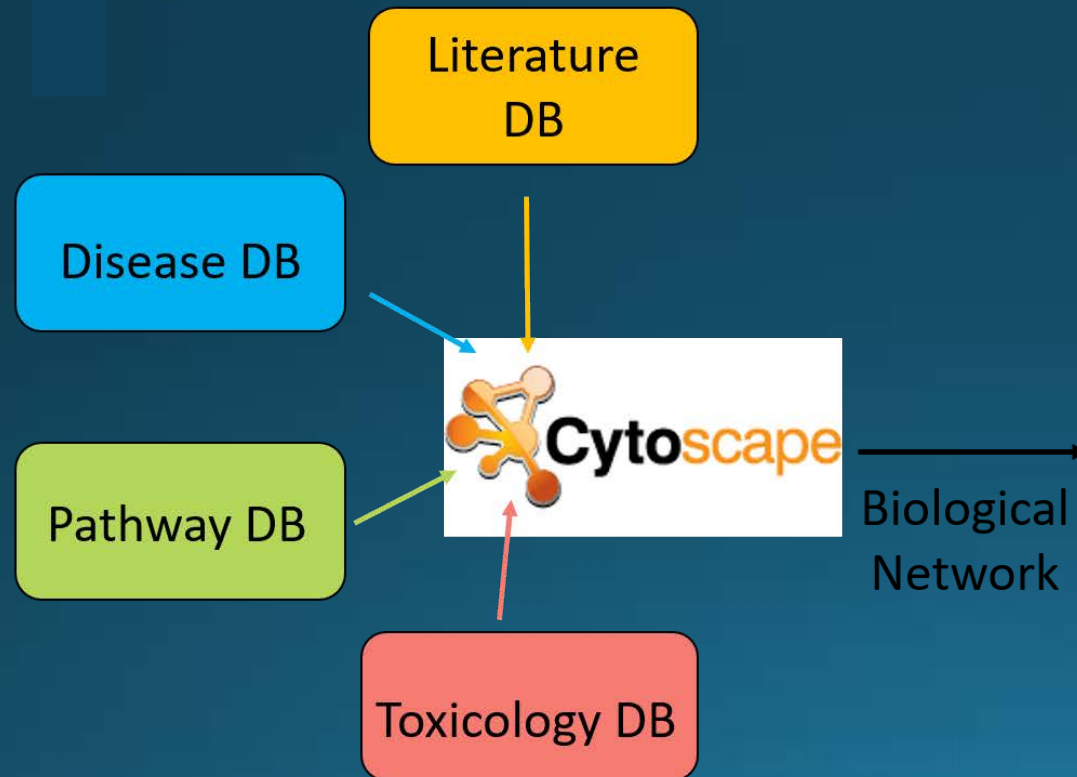 Literature
DB
Disease DB
Cytoscape
Pathway DB
Biological
Network
Toxicology DB